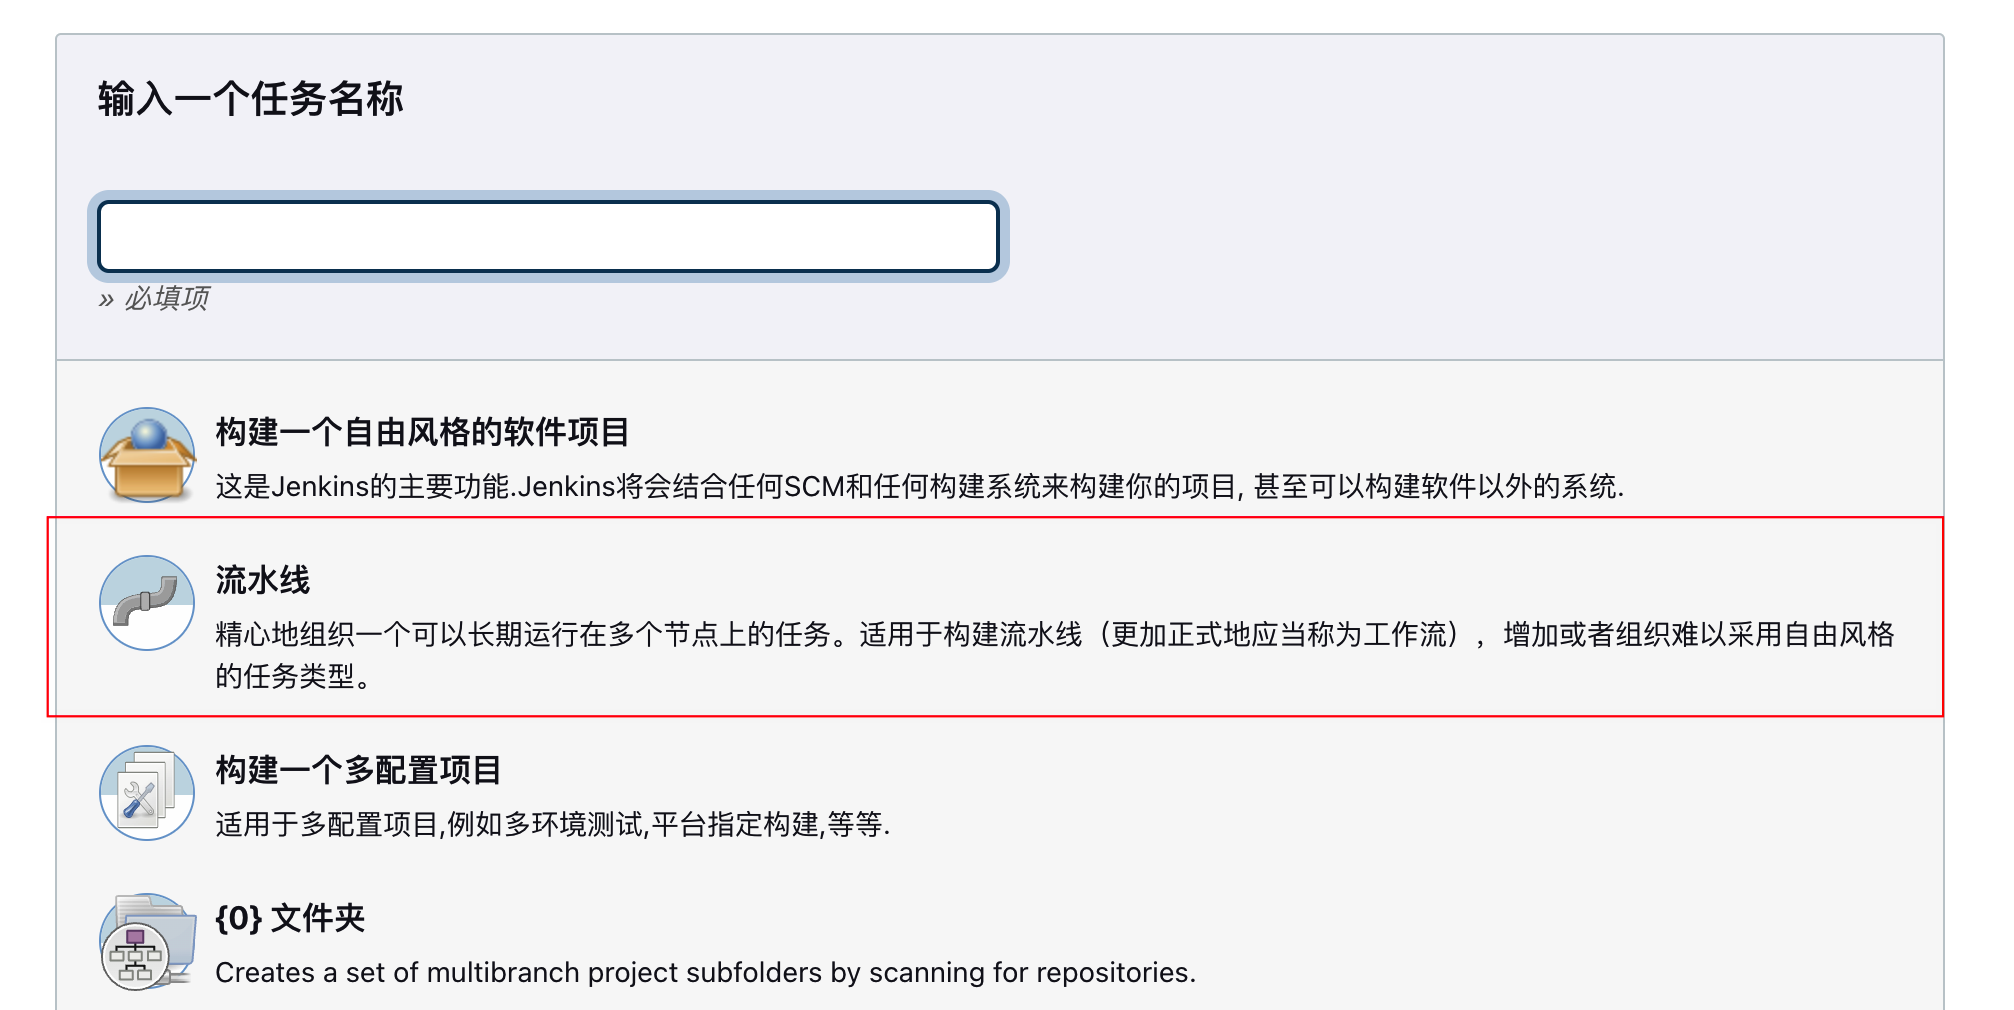 输入一个任务名称
» 必填项
构建一个自由风格的软件项目
这是Jenkins的主要功能.Jenkins将会结合任何SCM和任何构建系统来构建你的项目, 甚至可以构建软件以外的系统.
流水线
精心地组织一个可以长期运行在多个节点上的任务。适用于构建流水线（更加正式地应当称为工作流），增加或者组织难以采用自由风格
的任务类型。
构建一个多配置项目
适用于多配置项目,例如多环境测试,平台指定构建,等等.
{0} 文件夹
Creates a set of multibranch project subfolders by scanning for repositories.